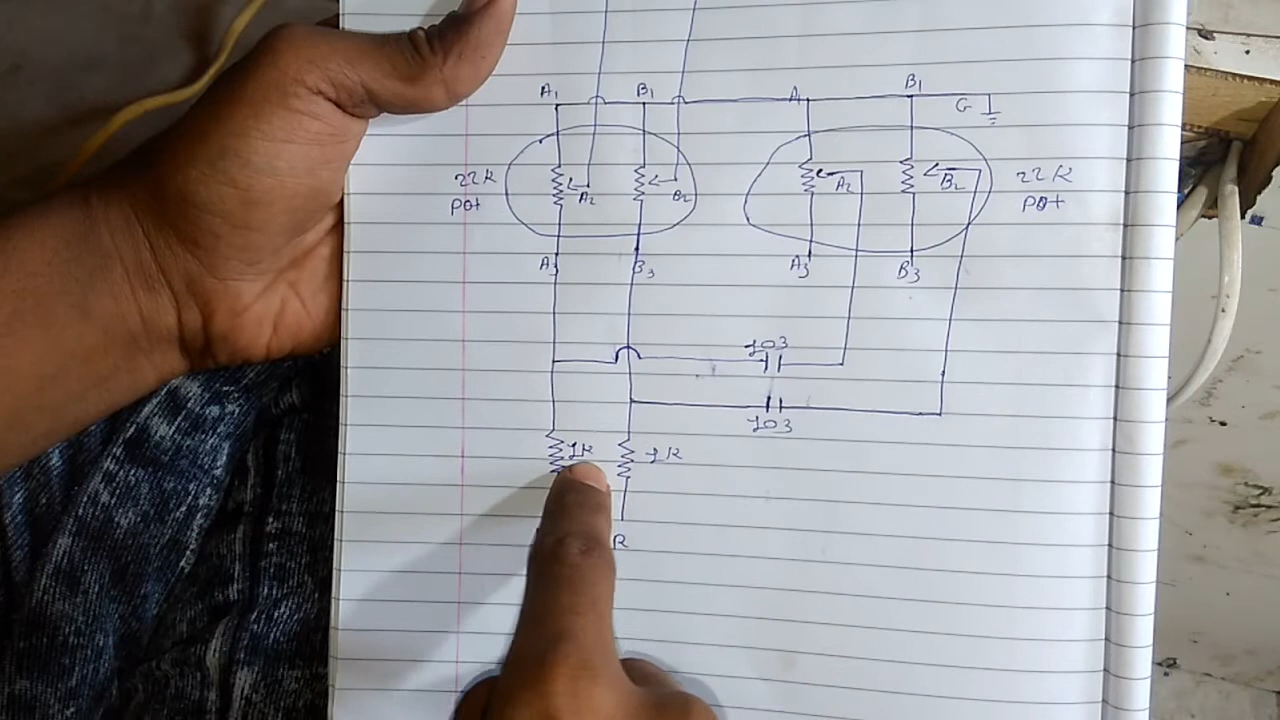 A1 B1 A1 B1
G
22K A2 B2 A2 B2 22K
pot pot
A3 B3 A3 B3
103
103
1K 1K
R